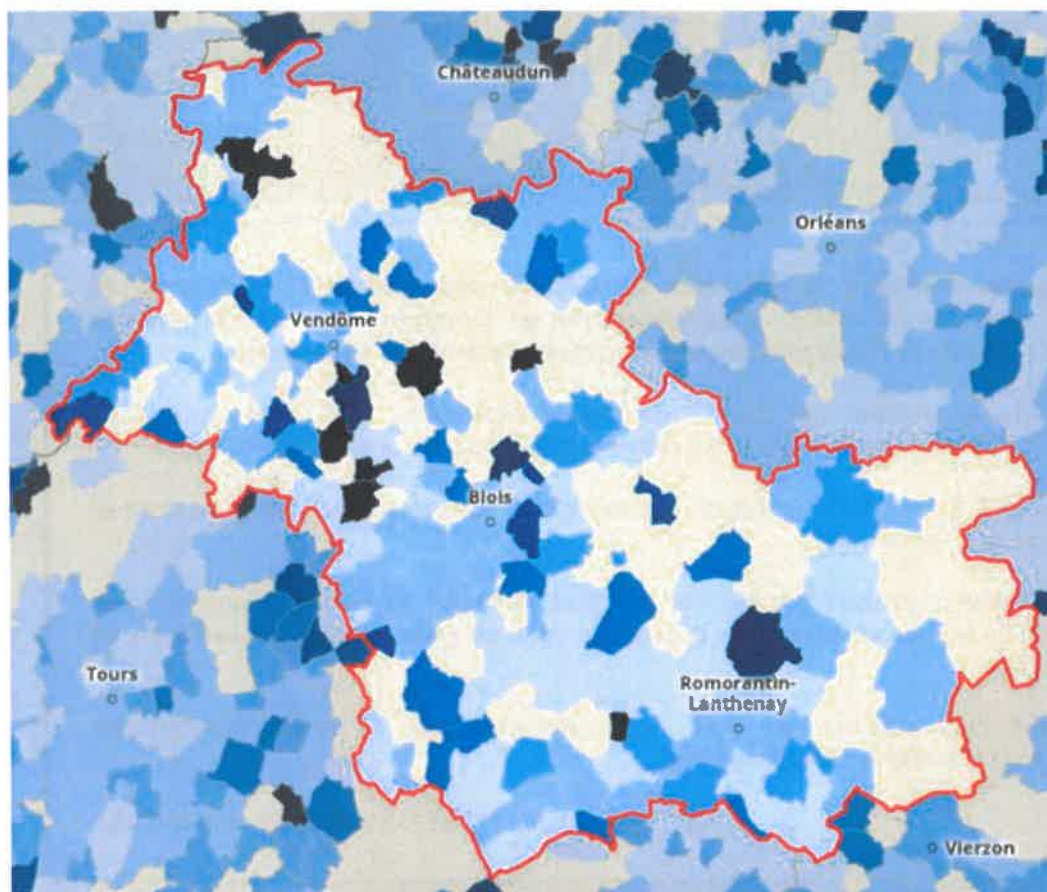 Châteaudun
Orléans
Vendôme
Blois
Tours
Romorantin-
Lanthenay
Vierzon